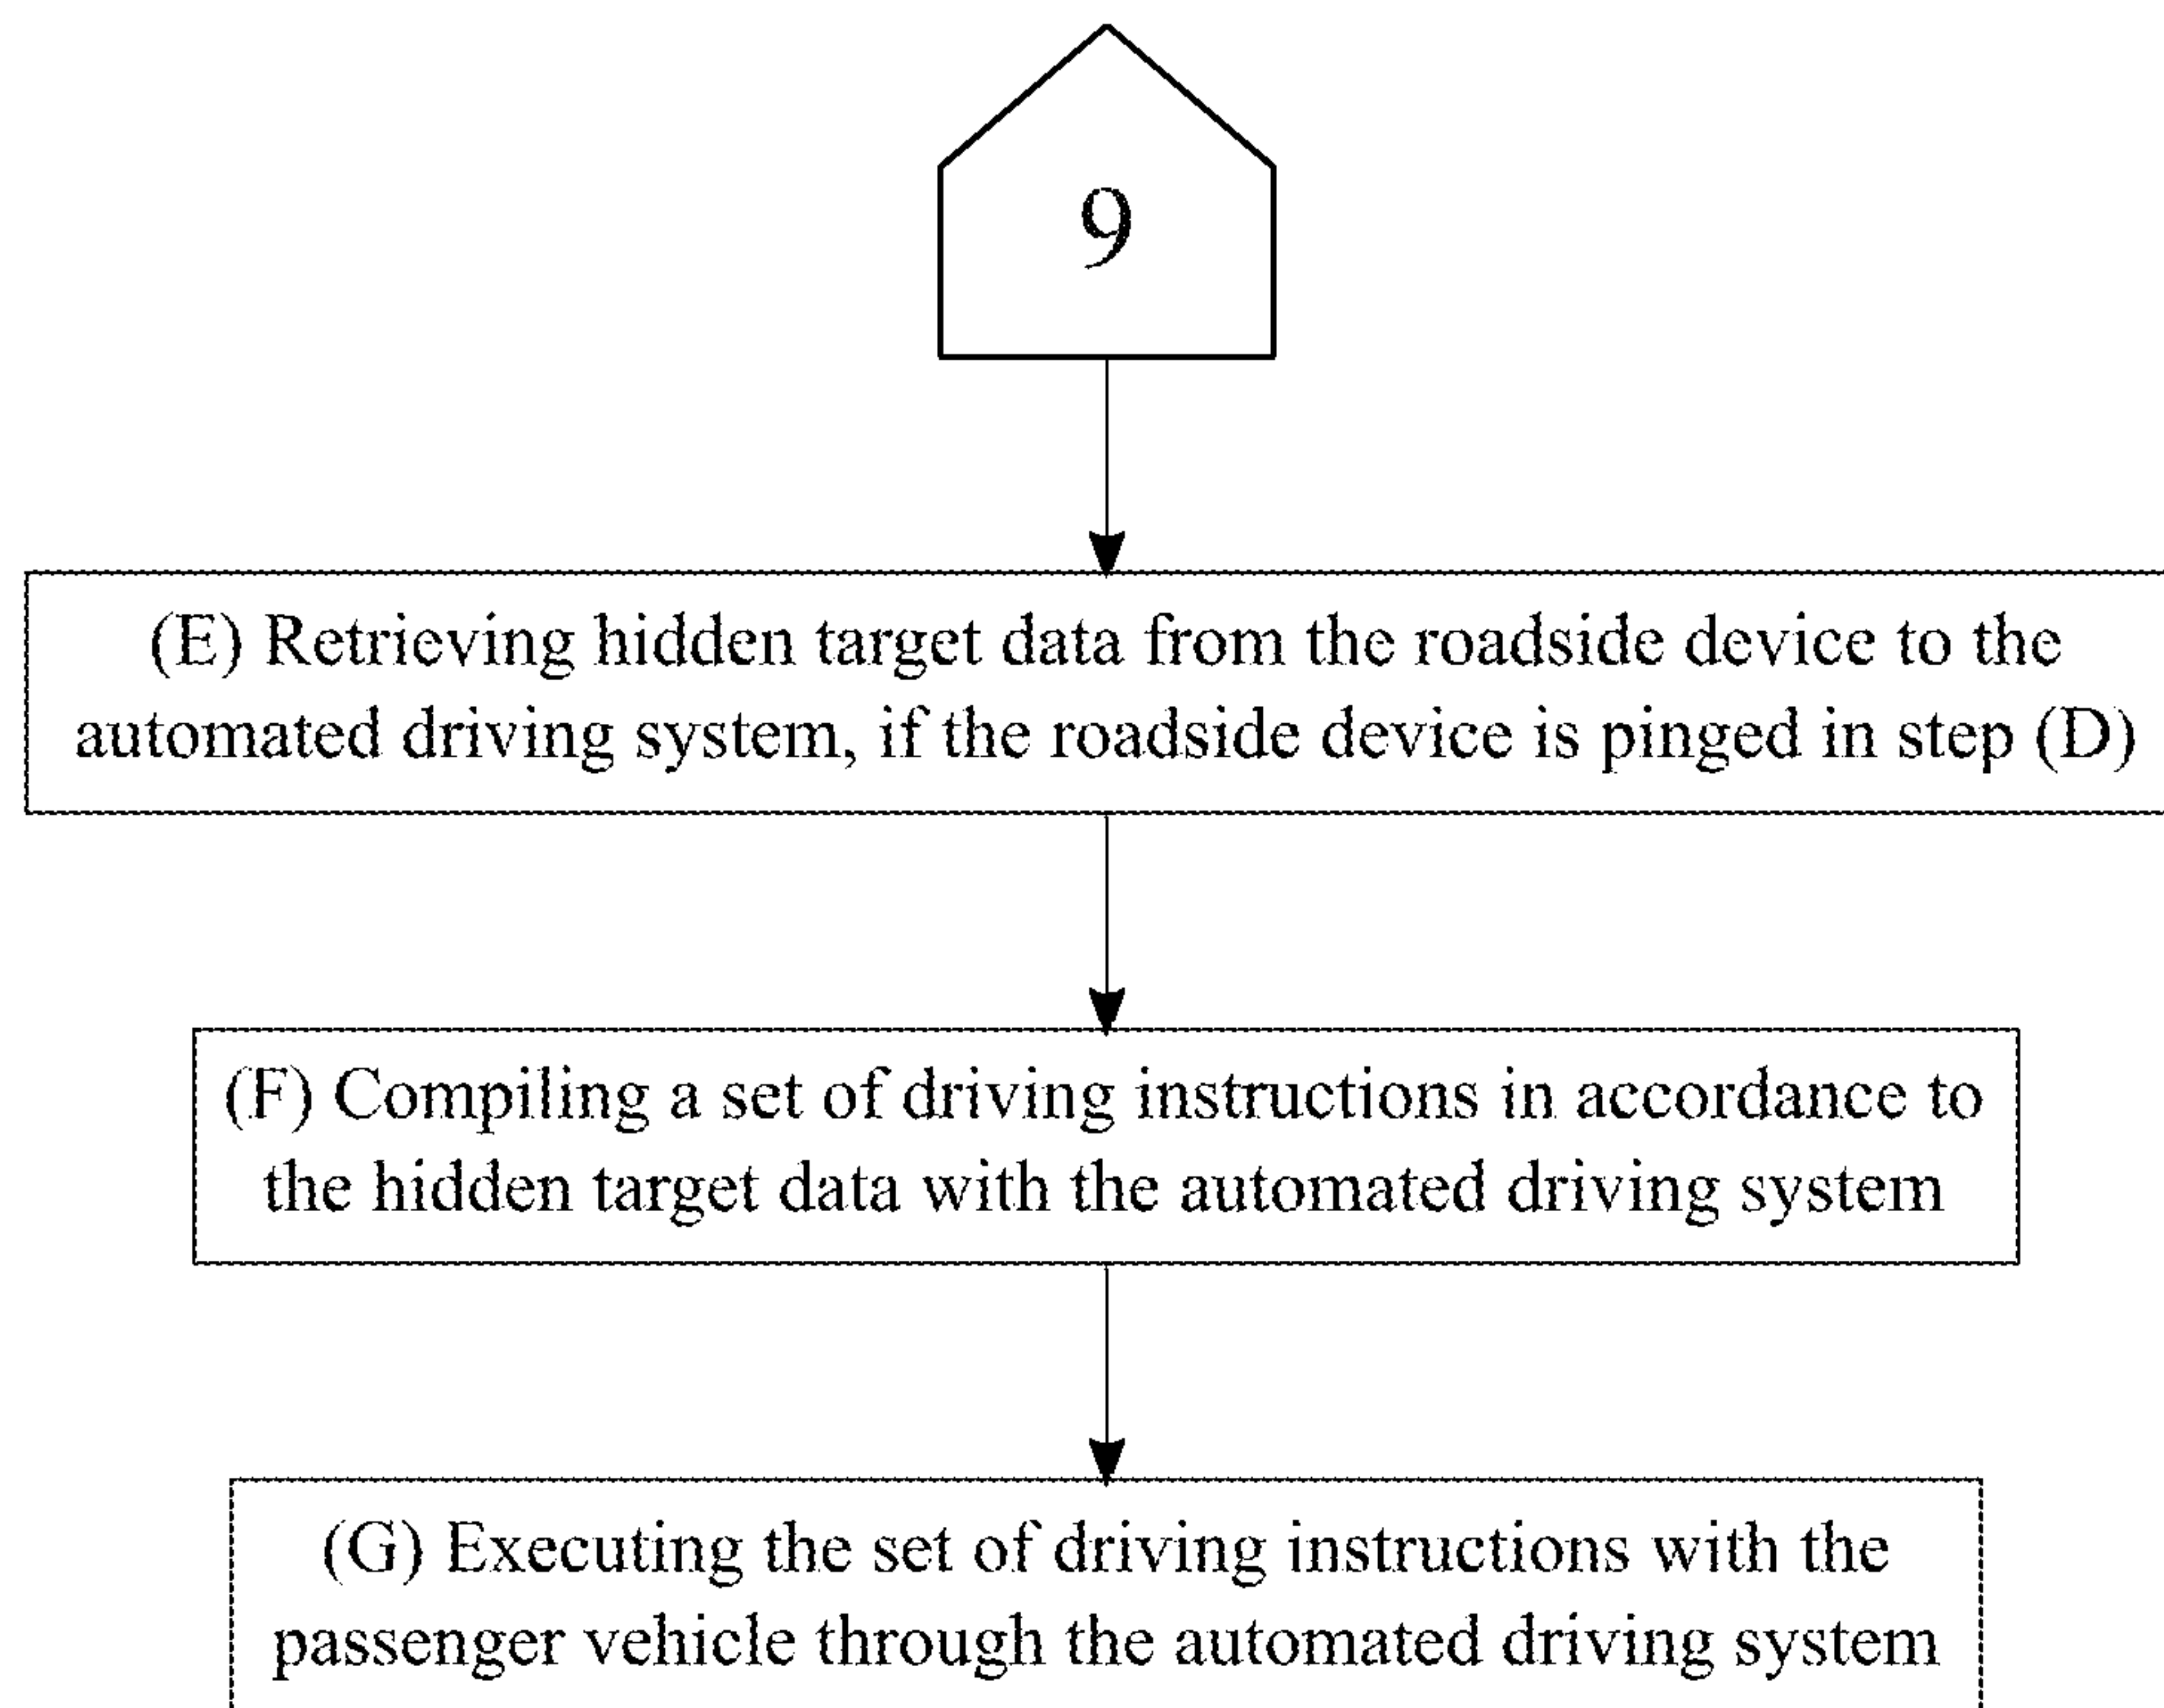 9
(E) Retrieving hidden target data from the roadside device to the
automated driving system, if the roadside device is pinged in step (D)
(F) Compiling a set of driving instructions in accordance to
the hidden target data with the automated driving system
(G) Executing the set of driving instructions with the
passenger vehicle through the automated driving system